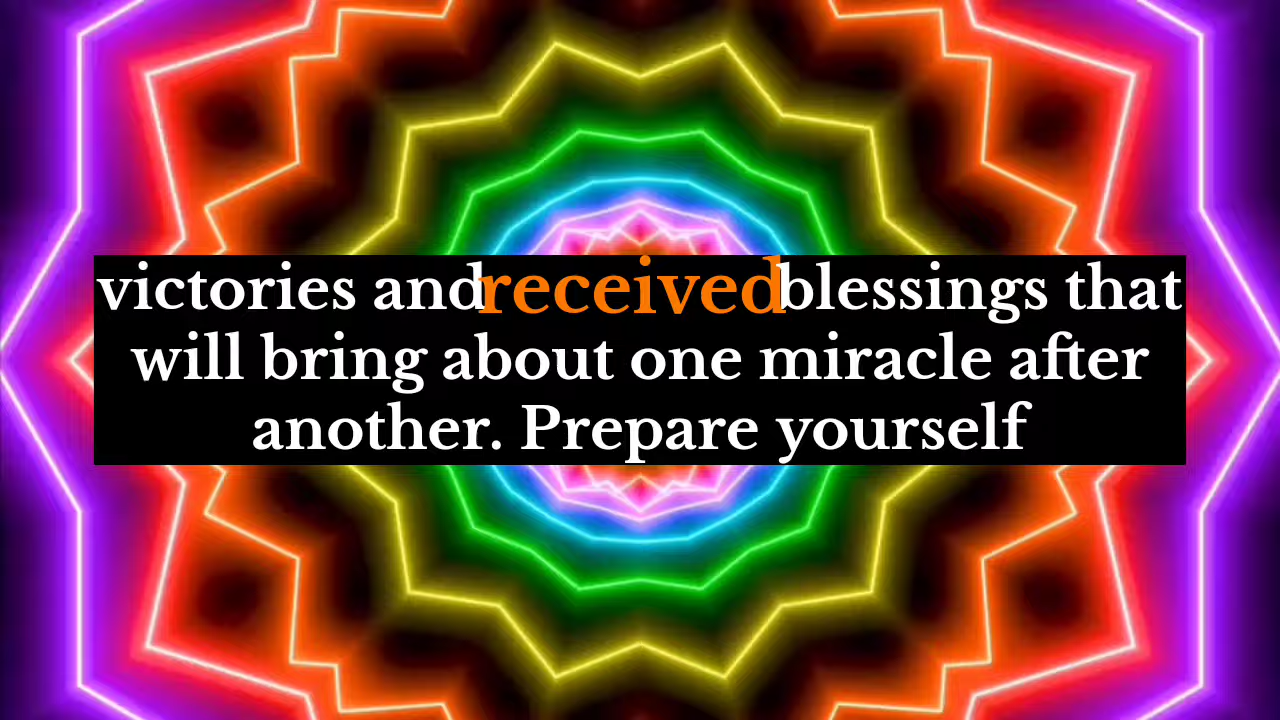 victories and received blessings that
will bring about one miracle after
another. Prepare yourself